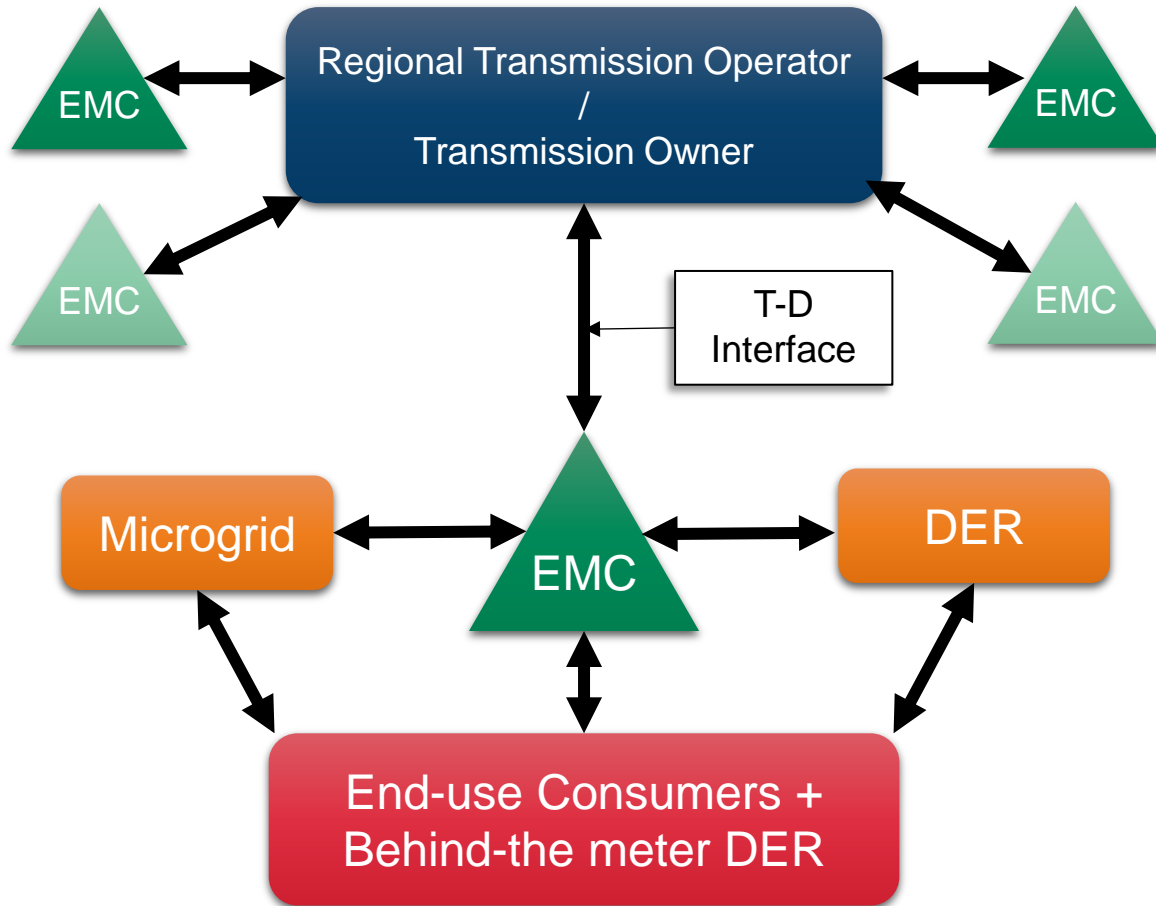 EMC
Regional Transmission Operator
/
Transmission Owner
EMC
EMC
EMC
T-D
Interface
Microgrid
EMC
DER
End-use Consumers +
Behind-the meter DER